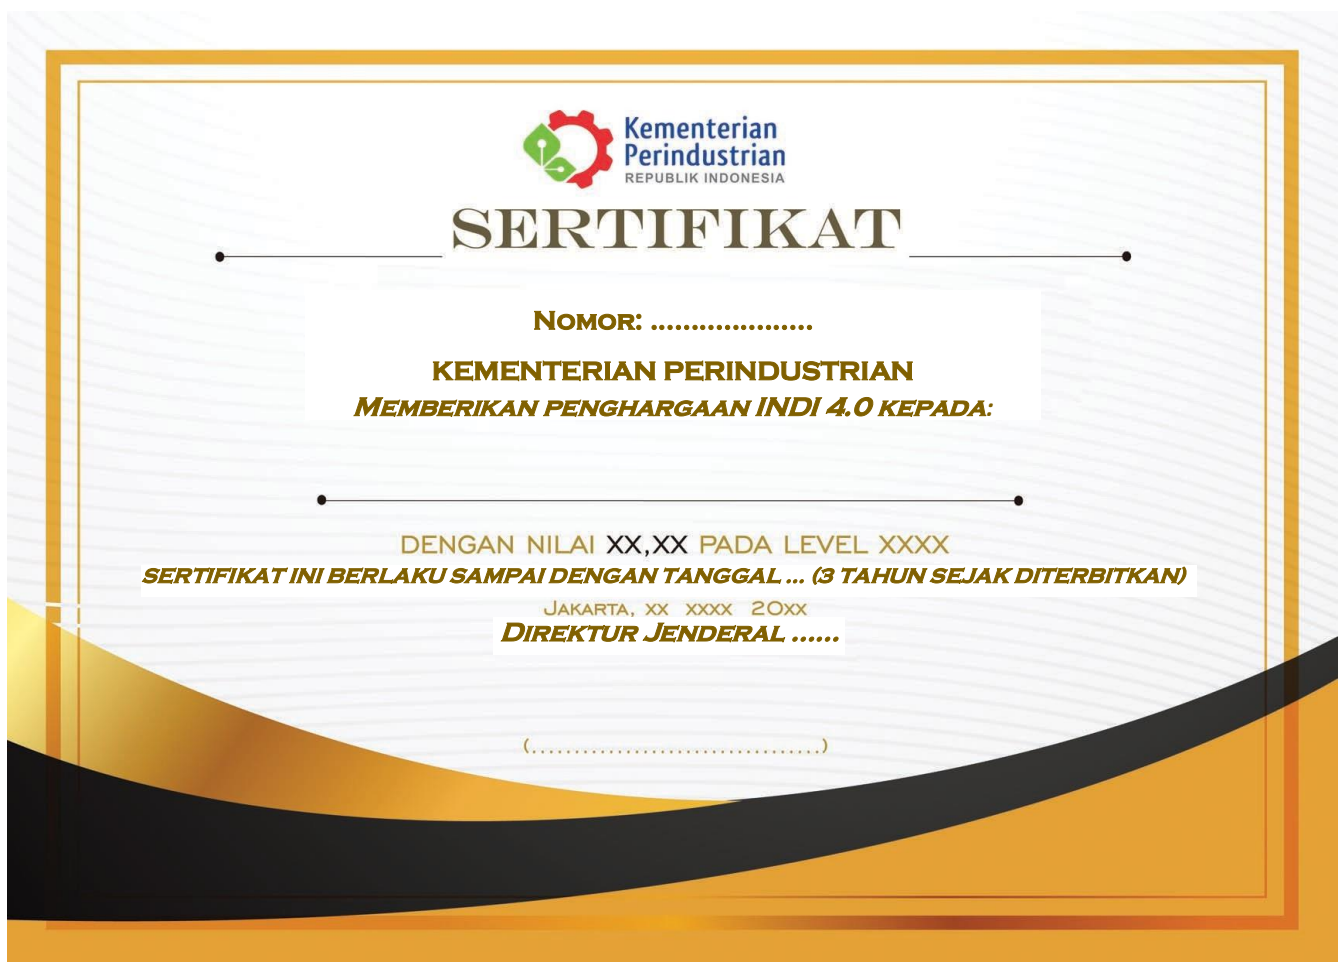 Kementerian
Perindustrian
REPUBLIK INDONESIA
SERTIFIKAT
NOMOR: ....................
KEMENTERIAN PERINDUSTRIAN
MEMBERIKAN PENGHARGAAN INDI 4.0 KEPADA:
DENGAN NILAI XX,XX PADA LEVEL XXXX
SERTIFIKAT INI BERLAKU SAMPAI DENGAN TANGGAL ... (3 TAHUN SEJAK DITERBITKAN)
JAKARTA, XX XXXX 20XX
DIREKTUR JENDERAL ......
(..................................)